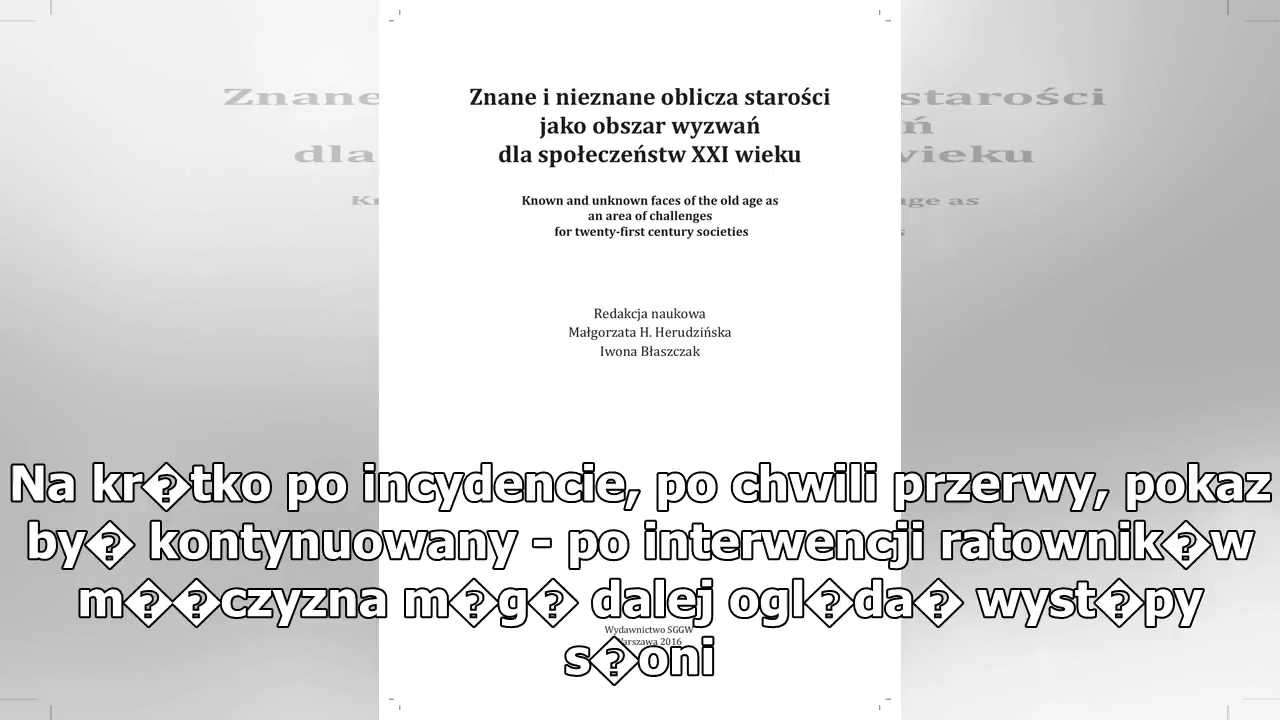 Znane i nieznane oblicza starości
jako obszar wyzwań
dla społeczeństw XXI wieku
Known and unknown faces of the old age as
an area of challenges
for twenty-first century societies
Redakcja naukowa
Małgorzata H. Herudzińska
Iwona Błaszczak
Na kr�tko po incydencie, po chwili przerwy, pokaz
by� kontynuowany - po interwencji ratownik�w
m��czyzna m�g� dalej ogl�da� wyst�py
Wydawnictwo SGGW
Warszawa 2016
s�oni